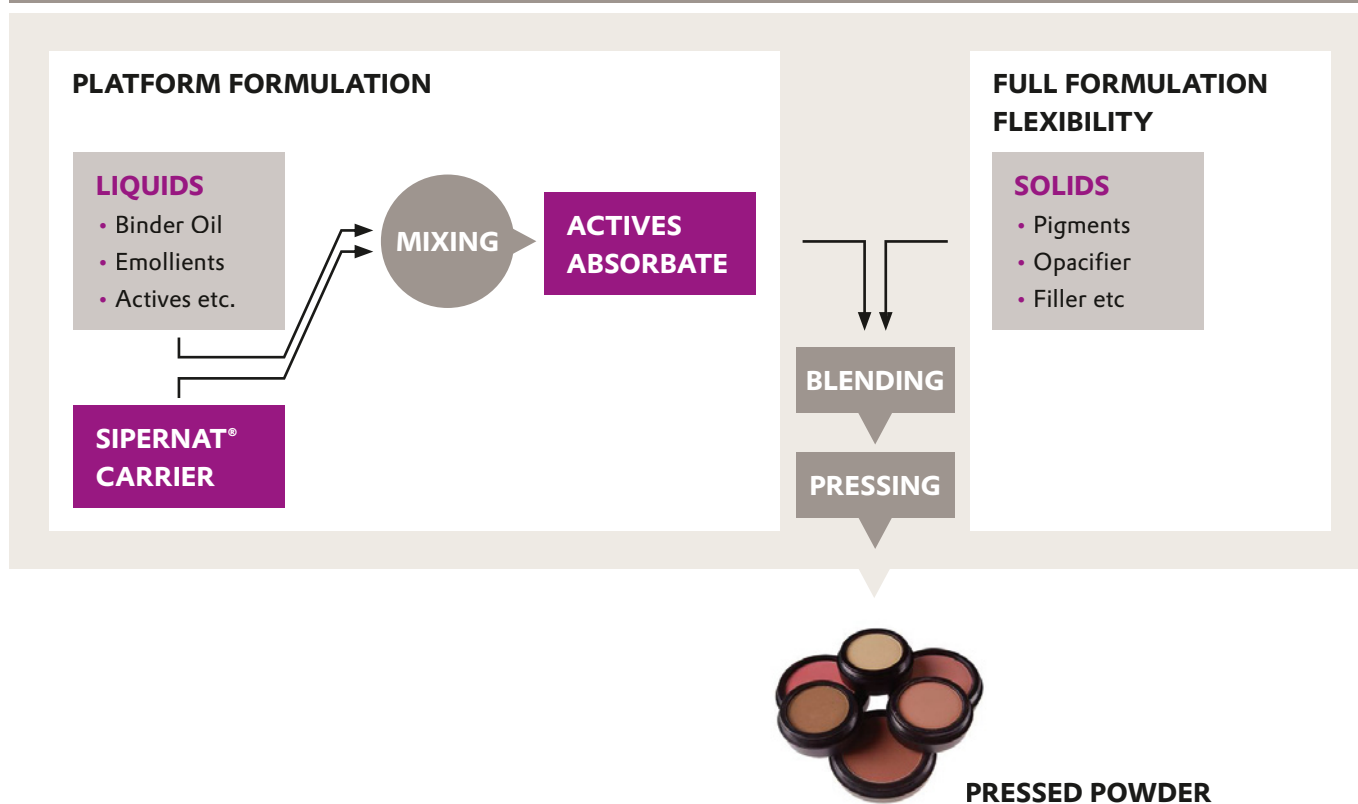 PLATFORM FORMULATION
LIQUIDS
• Binder Oil
• Emollients
• Actives etc.
SIPERNAT®
CARRIER
MIXING
ACTIVES
ABSORBATE
FULL FORMULATION
FLEXIBILITY
SOLIDS
• Pigments
• Opacifier
• Filler etc
BLENDING
PRESSING
PRESSED POWDER